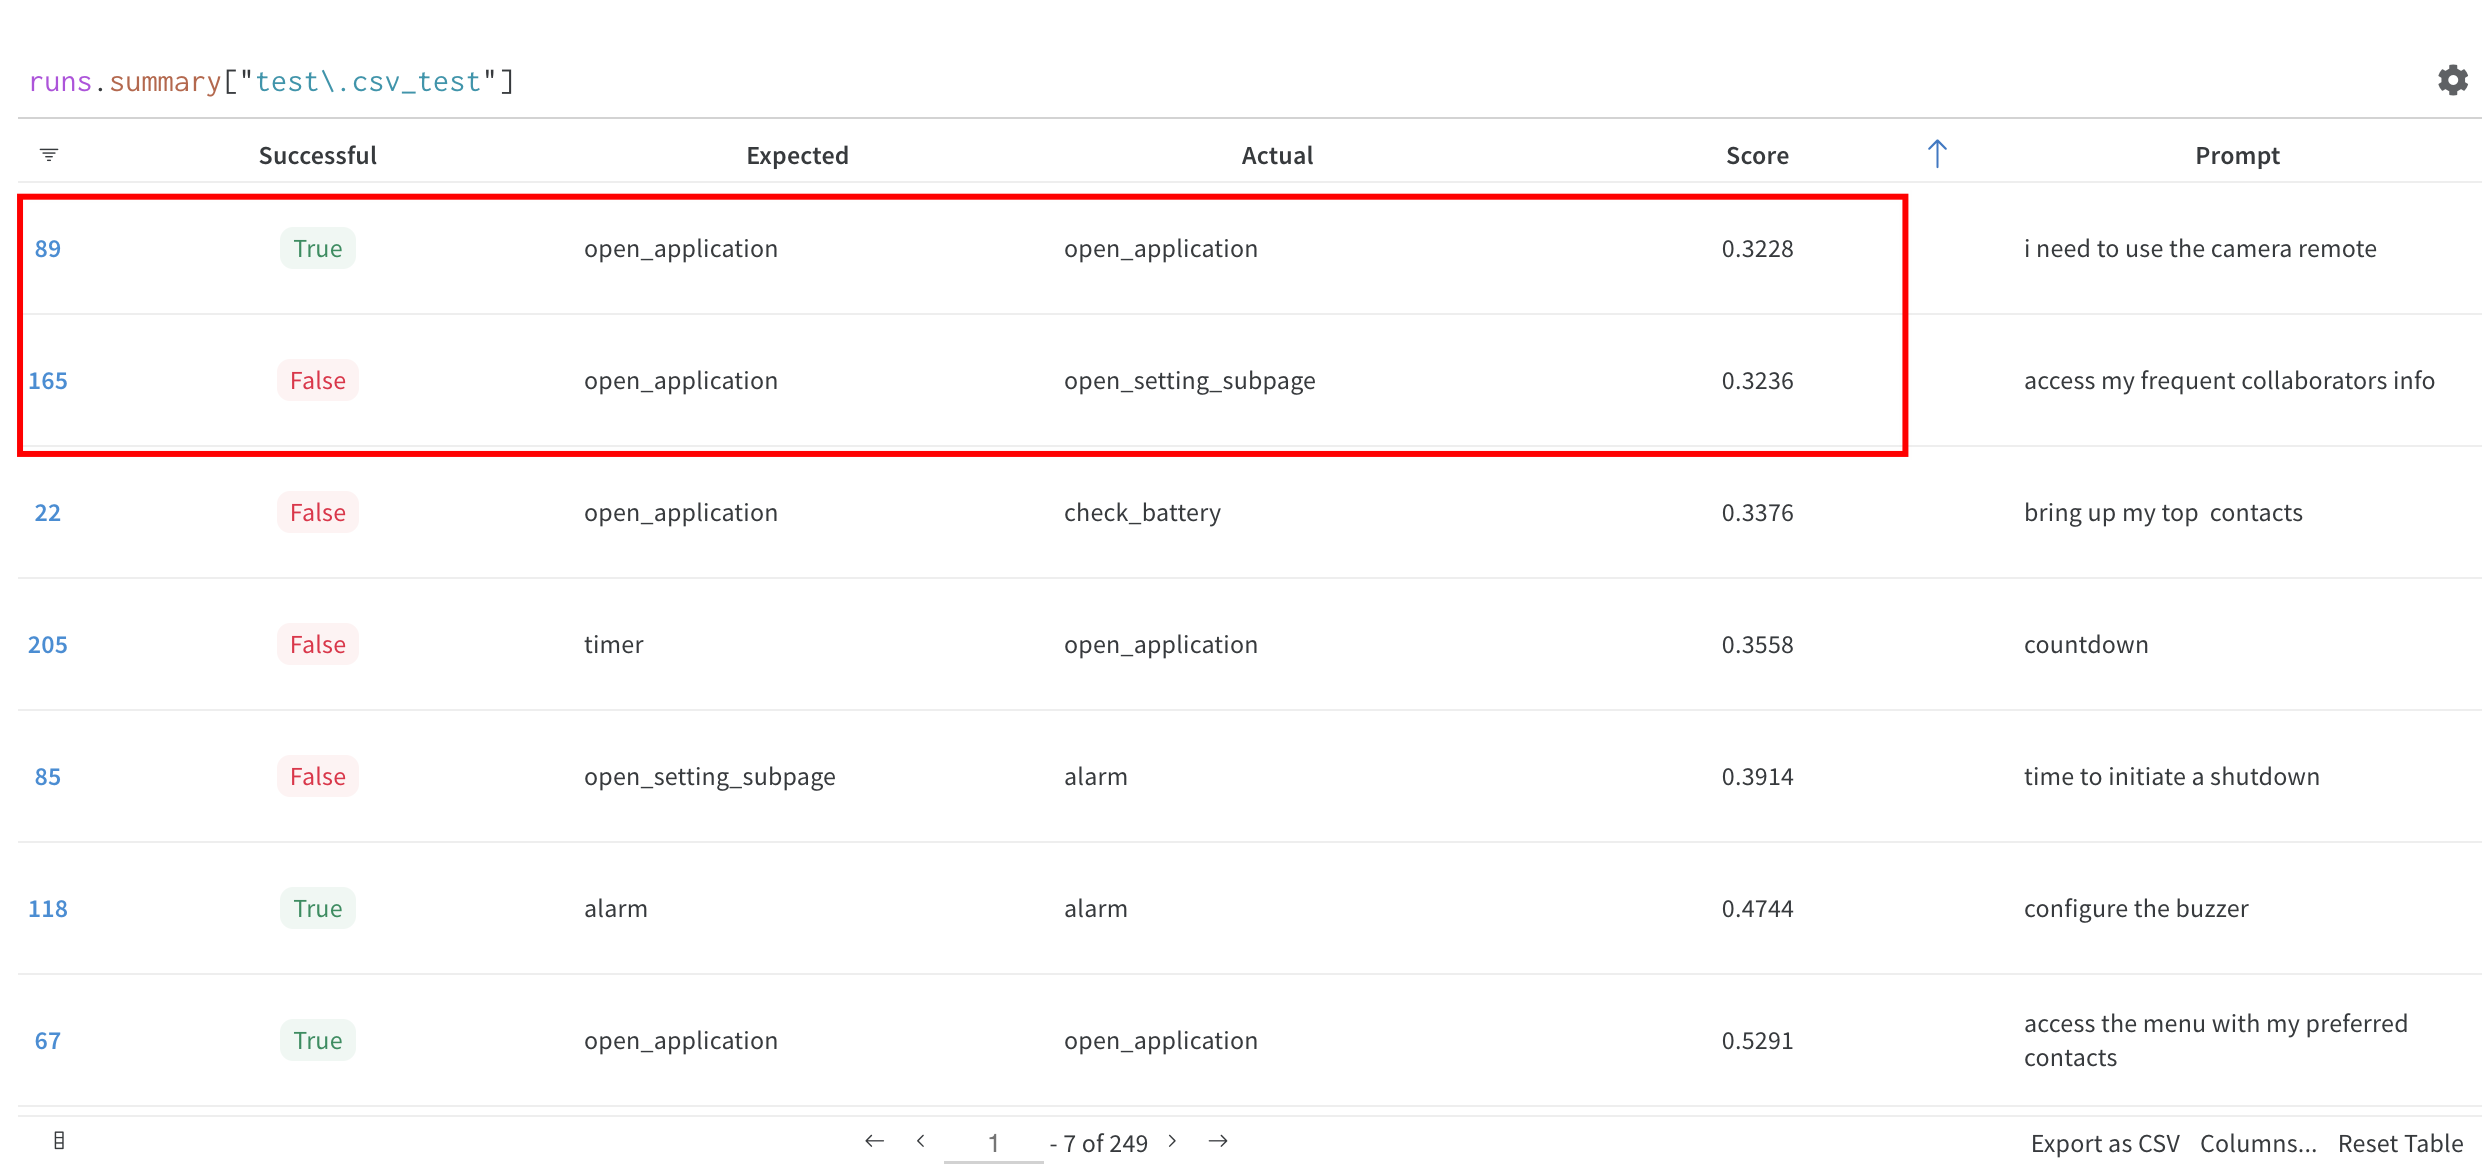 runs.summary["test\.csv_test"]
Successful Expected Actual Score Prompt
89 True open_application open_application 0.3228 i need to use the camera remote
165 False open_application open_setting_subpage 0.3236 access my frequent collaborators info
22 False open_application check_battery 0.3376 bring up my top  contacts
205 False timer open_application 0.3558 countdown
85 False open_setting_subpage alarm 0.3914 time to initiate a shutdown
118 True alarm alarm 0.4744 configure the buzzer
67 True open_application open_application 0.5291 access the menu with my preferred
contacts
1 - 7 of 249 Export as CSV Columns... Reset Table